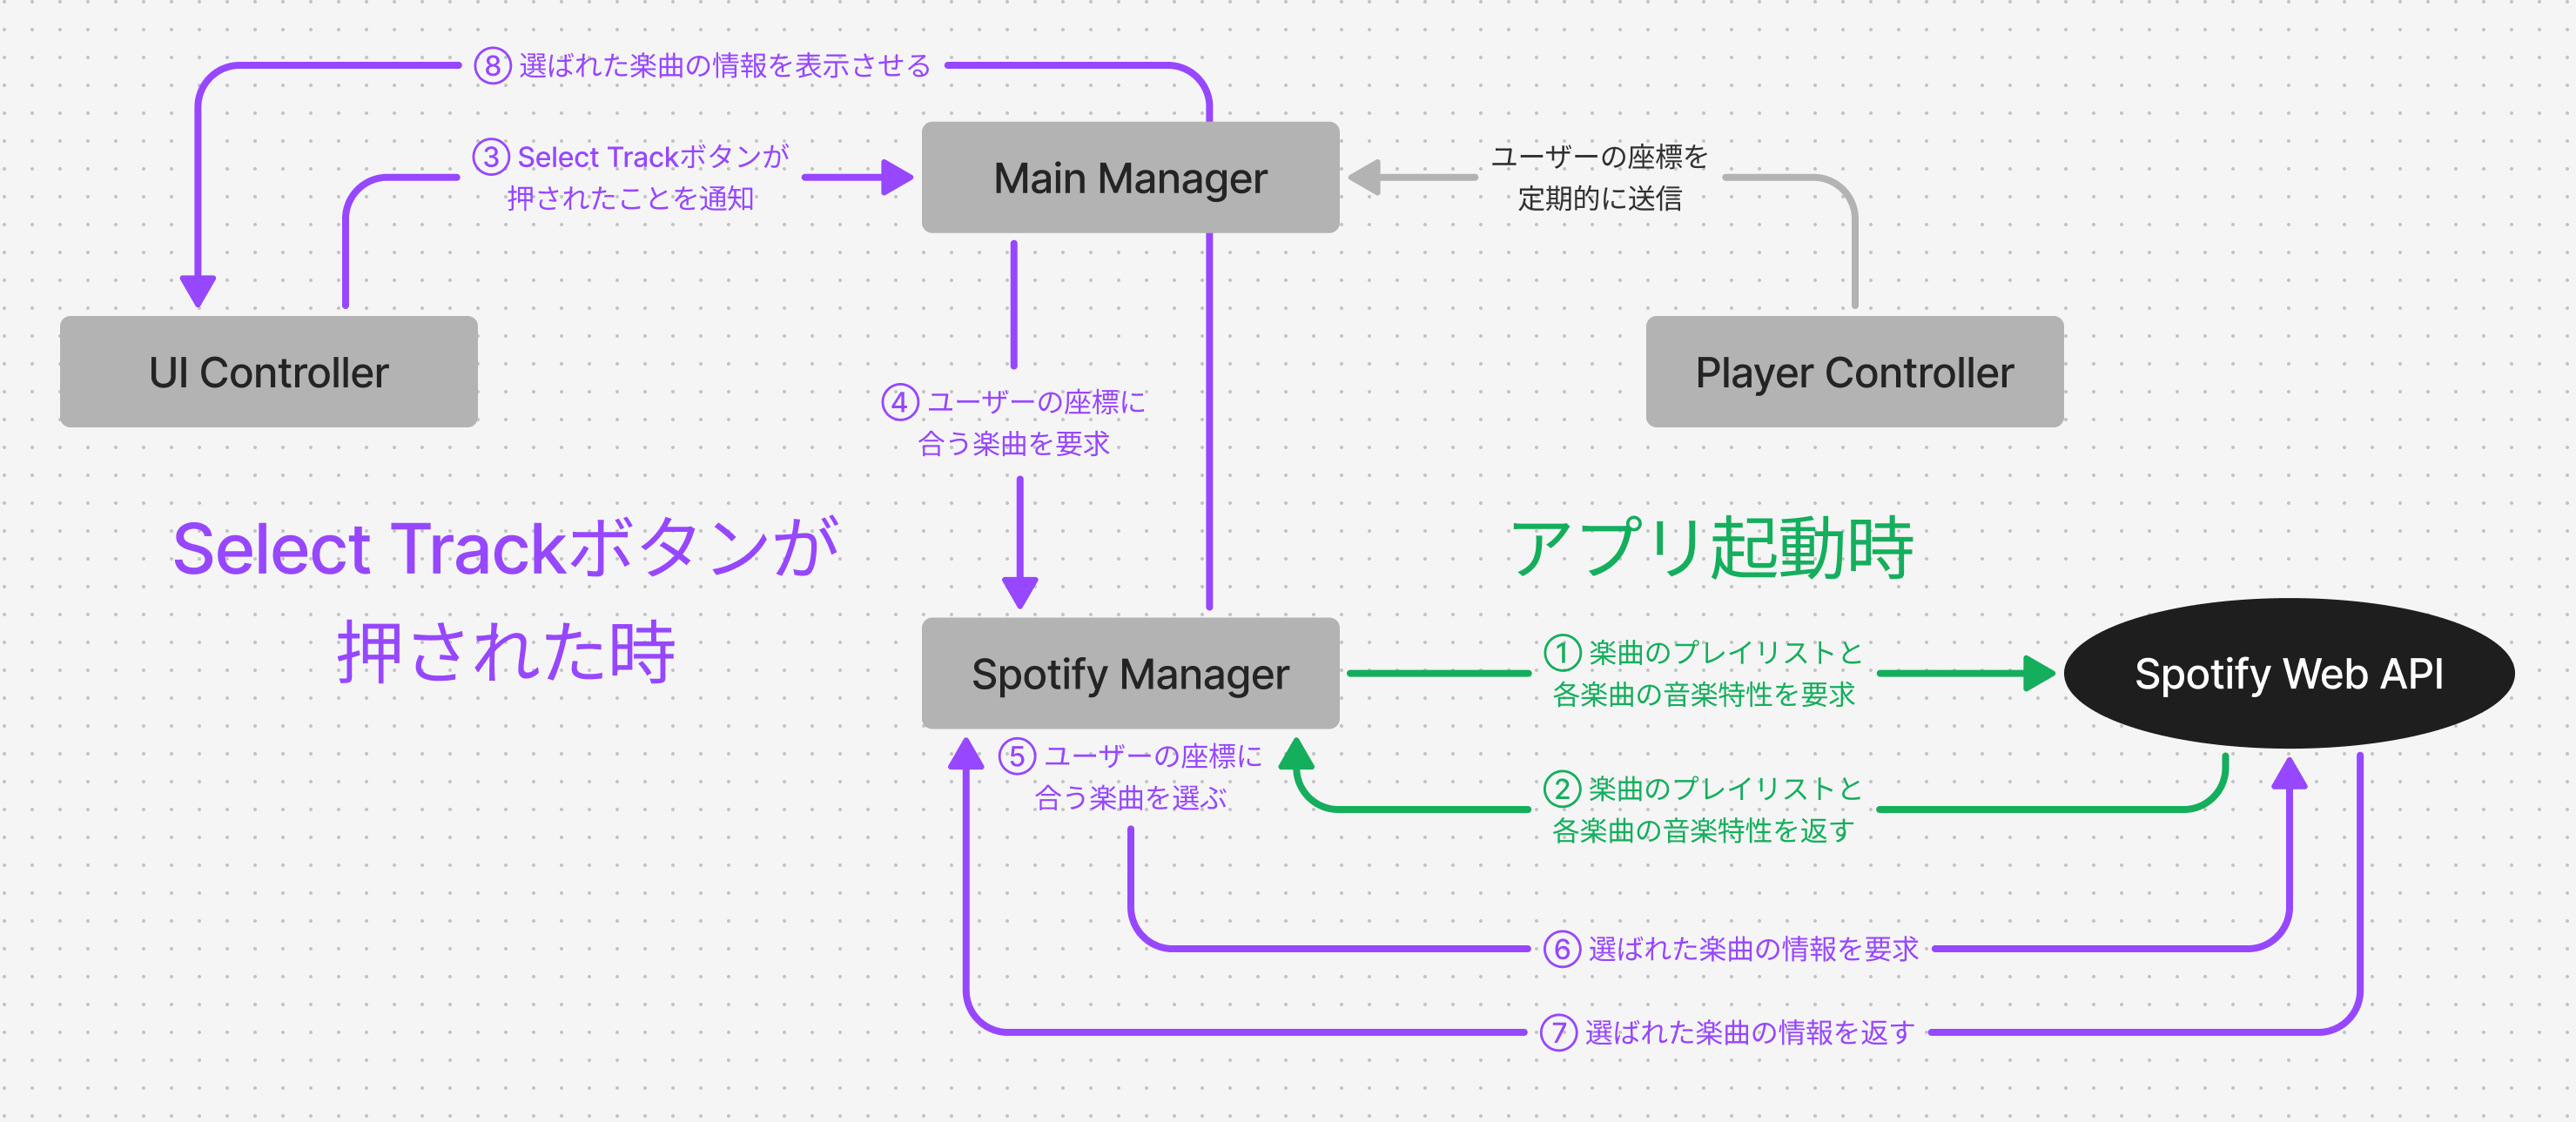 ⑧ 選ばれた楽曲の情報を表示させる
③ Select Trackボタンが
押されたことを通知
Main Manager
ユーザーの座標を
定期的に送信
UI Controller
Player Controller
④ ユーザーの座標に
合う楽曲を要求
Select Trackボタンが
押された時
アプリ起動時
Spotify Manager
① 楽曲のプレイリストと
各楽曲の音楽特性を要求
Spotify Web API
⑤ ユーザーの座標に
合う楽曲を選ぶ
② 楽曲のプレイリストと
各楽曲の音楽特性を返す
⑥ 選ばれた楽曲の情報を要求
⑦ 選ばれた楽曲の情報を返す